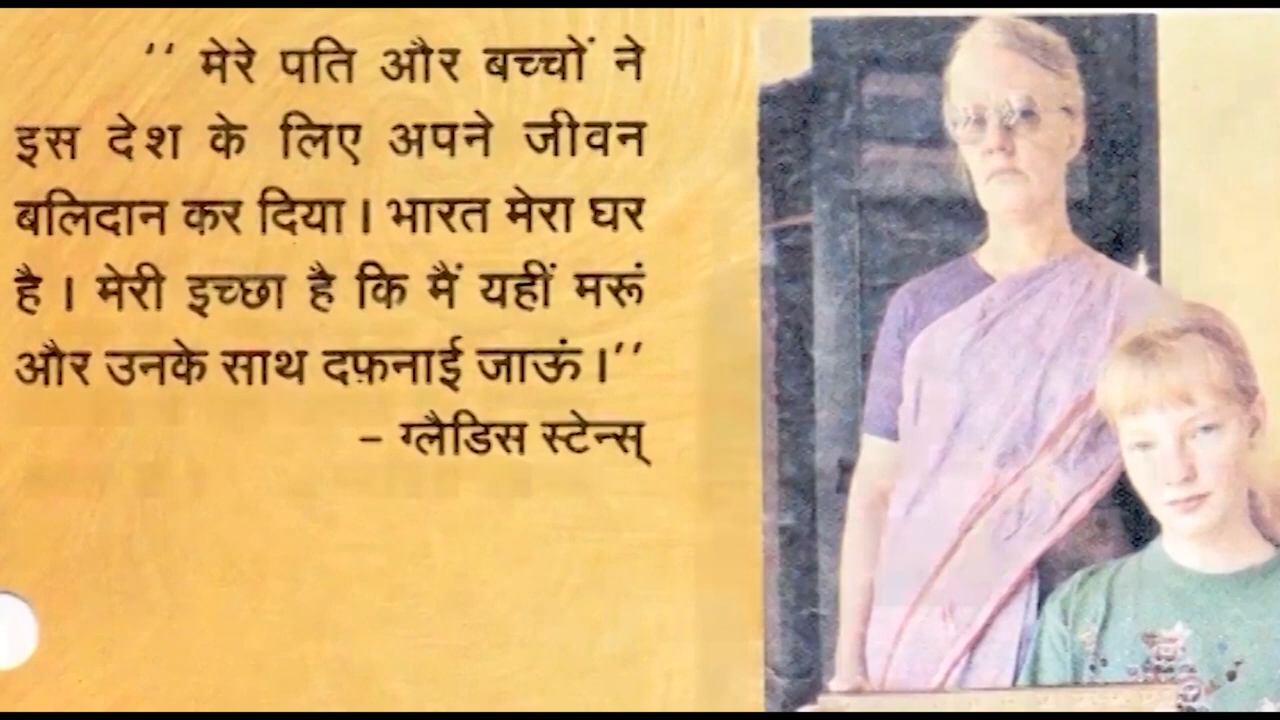 ‘‘ मेरे पति और बच्चों ने
इस देश के लिए अपने जीवन
बलिदान कर दिया । भारत मेरा घर
है । मेरी इच्छा है कि मैं यहीं मरूं
और उनके साथ दफ़नाई जाऊं ।’’
– ग्लैडिस स्टेन्स्